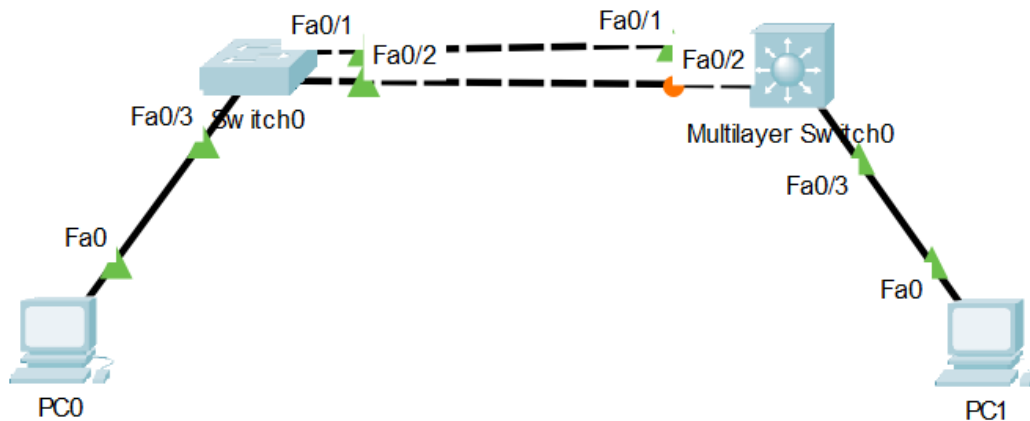 Fa0/1
Fa0/1
Fa0/2
Fa0/2
Fa0/3
Switch0
Multilayer Switch0
Fa0/3
Fa0
Fa0
PC0
PC1